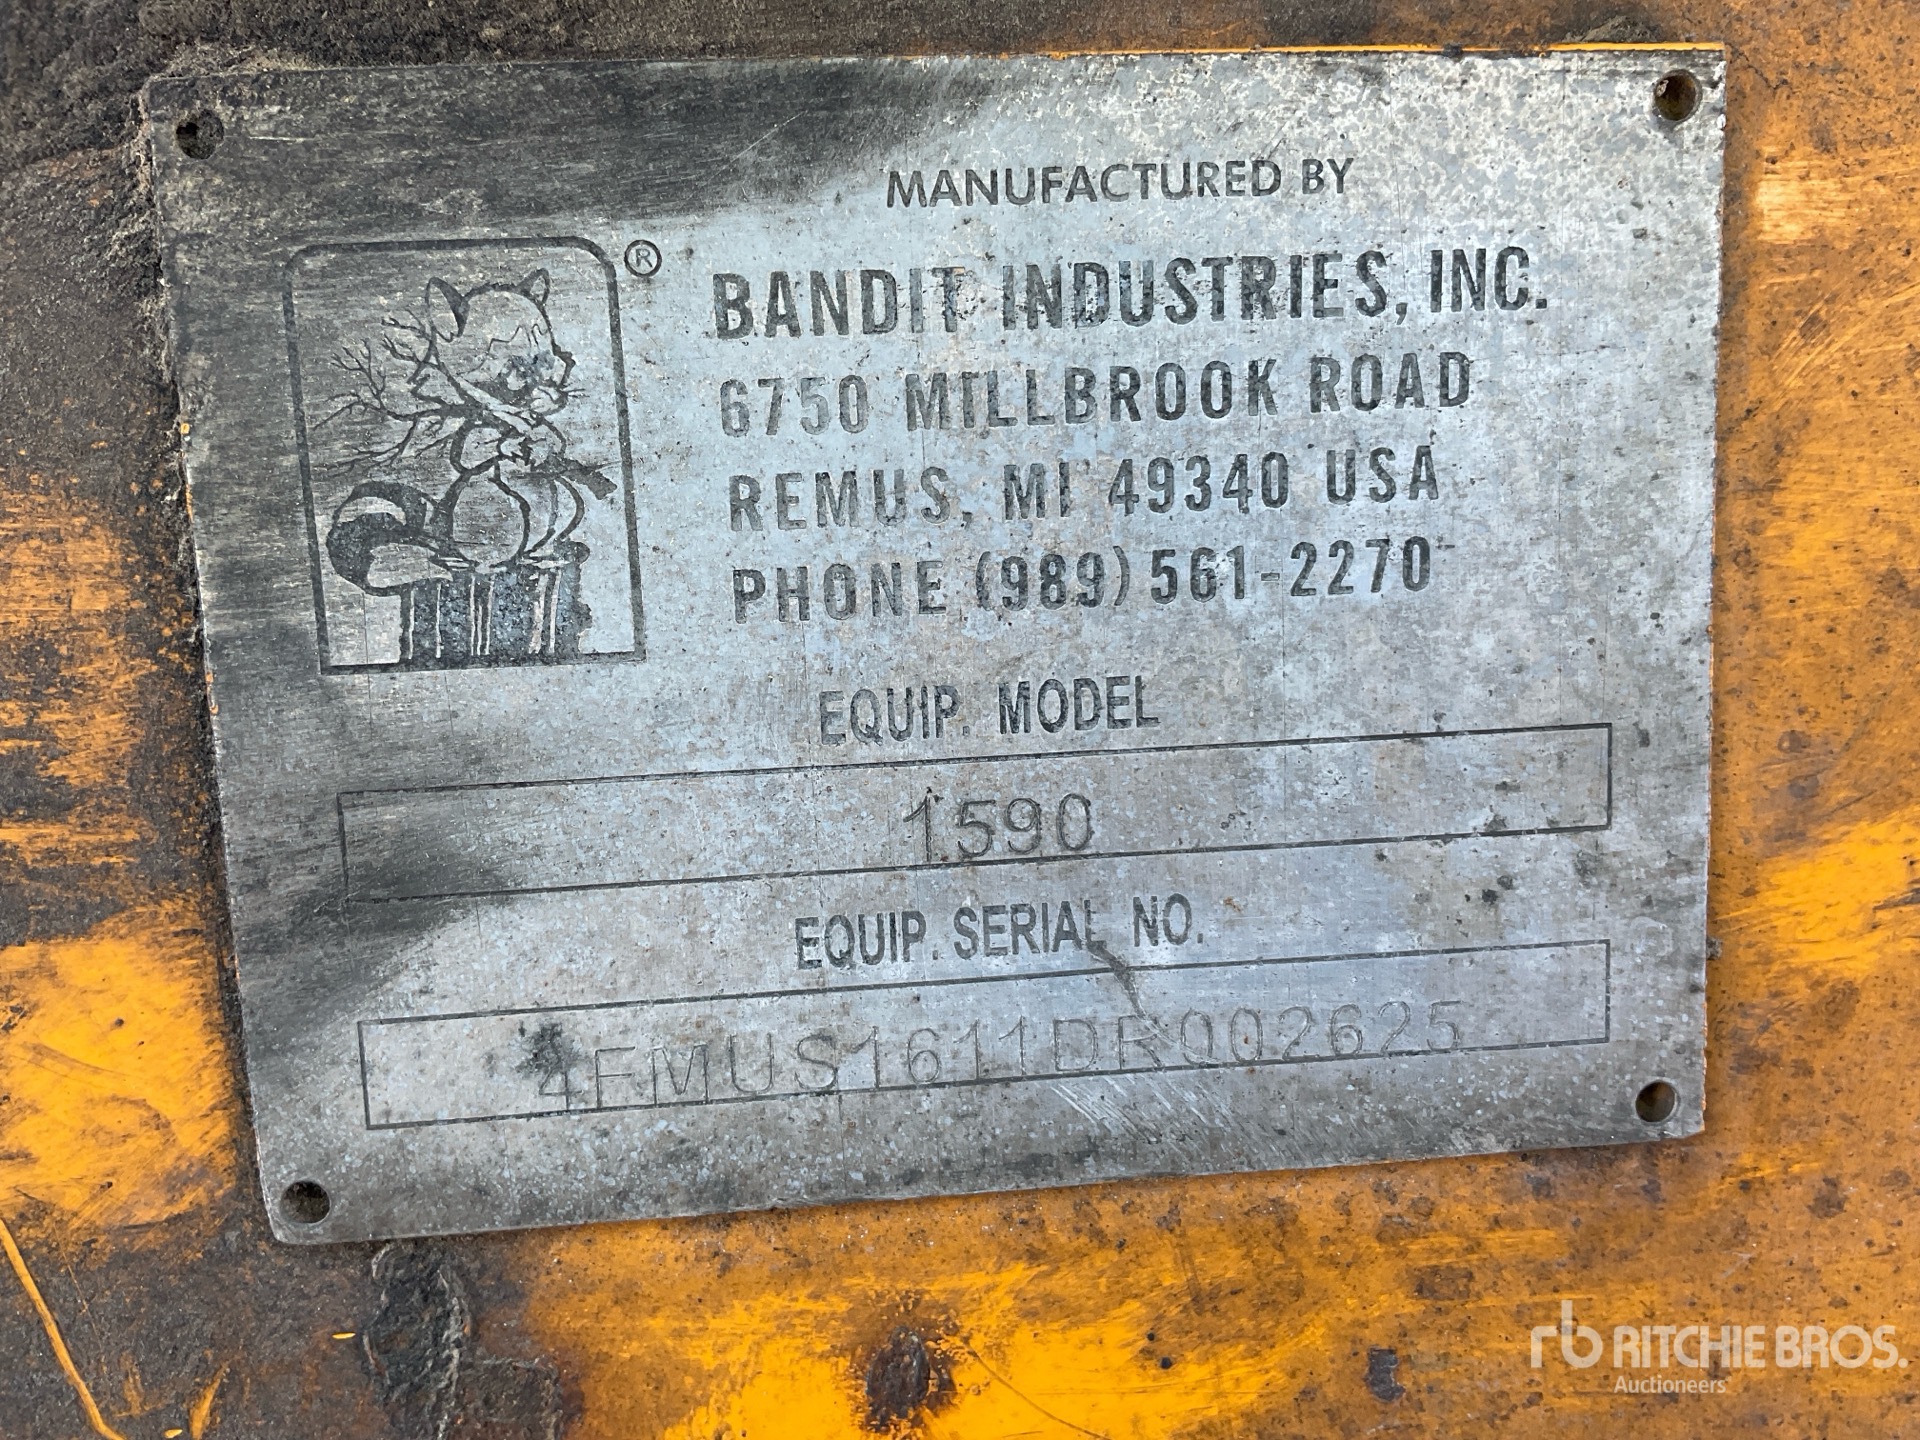 MANUFACTURED BY
®
BANDIT INDUSTRIES, INC.
6750 MILLBROOK ROAD
REMUS, MI 49340 USA
PHONE (989) 561-2270
EQUIP. MODEL
1590
EQUIP. SERIAL NO.
4FMUS1611DR002625
rb RITCHIE BROS.
Auctioneers